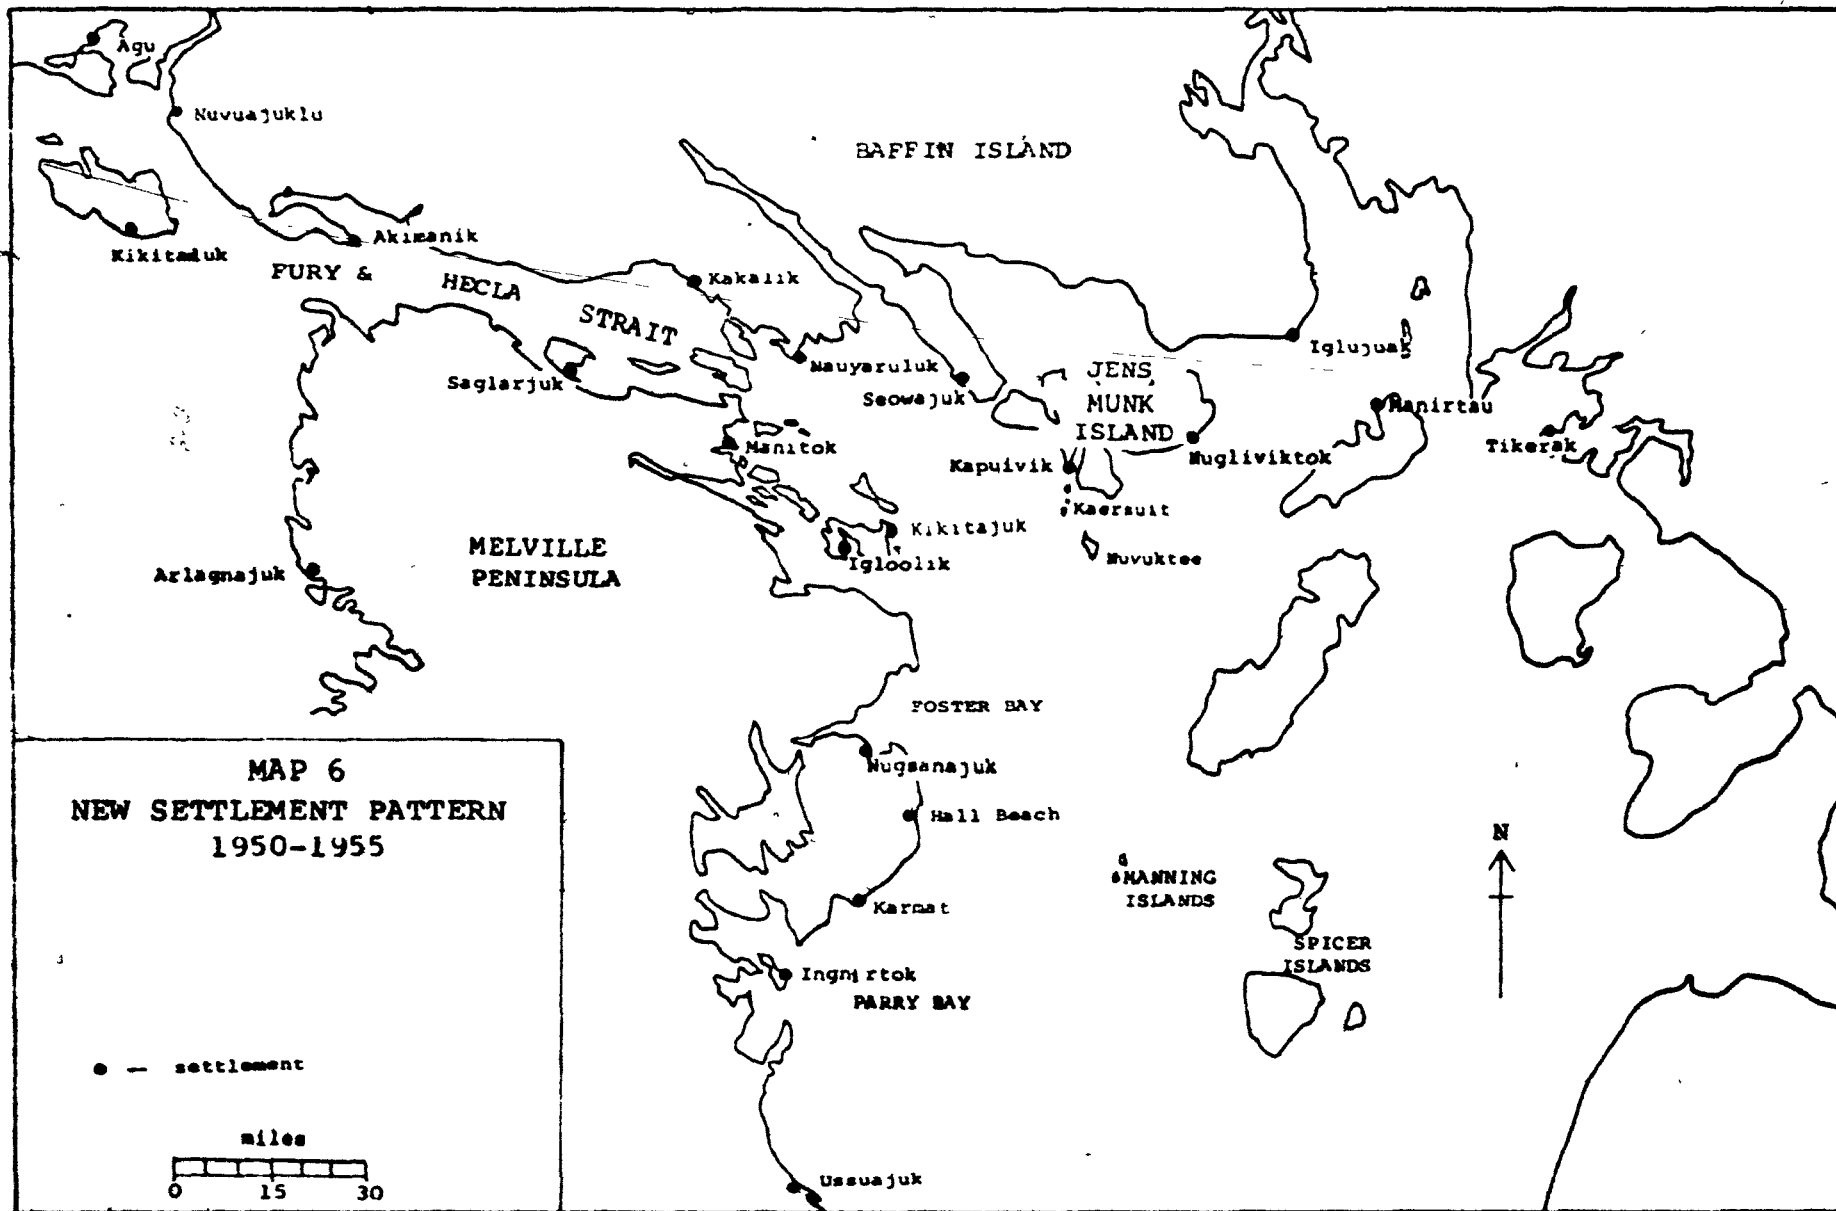 Agu
Nuvuajuklu
BAFFIN ISLAND
Akimanik
Kikitaluk
FURY &
HECLA
STRAIT
Kakalik
Iglujuak
Nauyaruluk
Saglarjuk
Seowajuk
JENS
MUNK
ISLAND
Manirtau
Manitok
Kapuivik
Nugliviktok
Tikerak
Kaersuit
Kikitajuk
MELVILLE
PENINSULA
Igloolik
Nuvuktee
Arlagnajuk
FOSTER BAY
Nugsanajuk
Hall Beach
MANNING
ISLANDS
Karmat
SPICER
ISLANDS
Ingnirtok
PARRY BAY
Ussuajuk
N
MAP 6
NEW SETTLEMENT PATTERN
1950-1955
● — settlement
miles
0 15 30